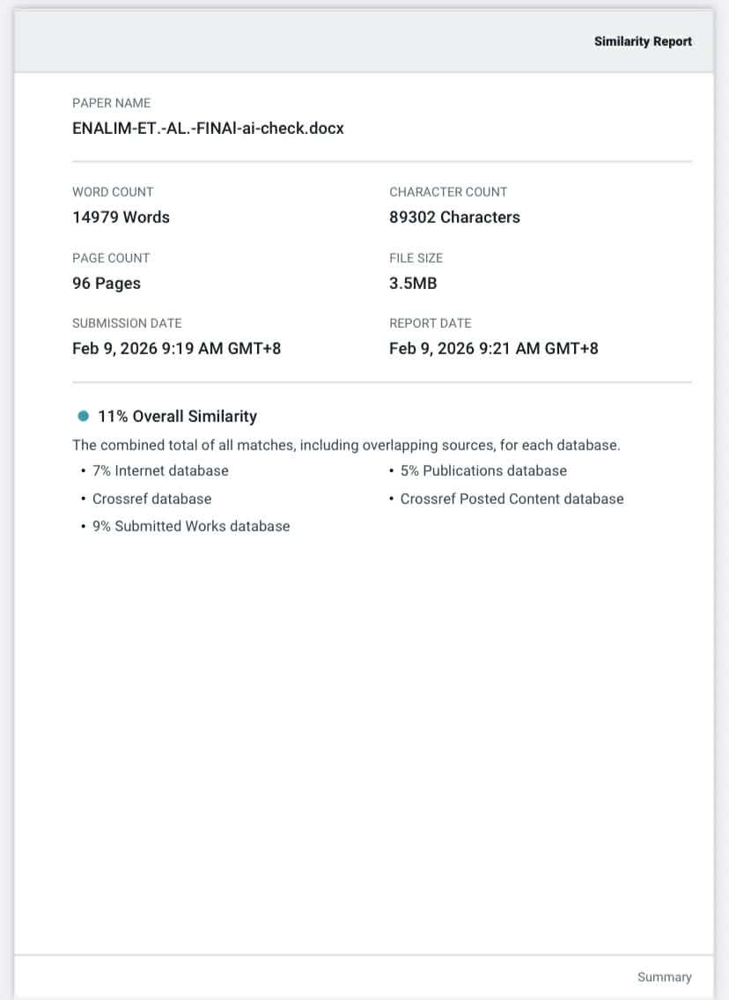 Similarity Report
PAPER NAME
ENALIM-ET.-AL.-FINAl-ai-check.docx
WORD COUNT
CHARACTER COUNT
14979 Words
89302 Characters
PAGE COUNT
FILE SIZE
96 Pages
3.5MB
SUBMISSION DATE
REPORT DATE
Feb 9, 2026 9:19 AM GMT+8
Feb 9, 2026 9:21 AM GMT+8
11% Overall Similarity
The combined total of all matches, including overlapping sources, for each database.
• 7% Internet database
• 5% Publications database
• Crossref database
• Crossref Posted Content database
• 9% Submitted Works database
Summary